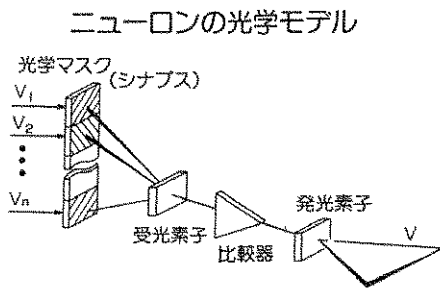 ニューロンの光学モデル
光学マスク
(シナプス)
V1
V2
Vn
受光素子
比較器
発光素子
V